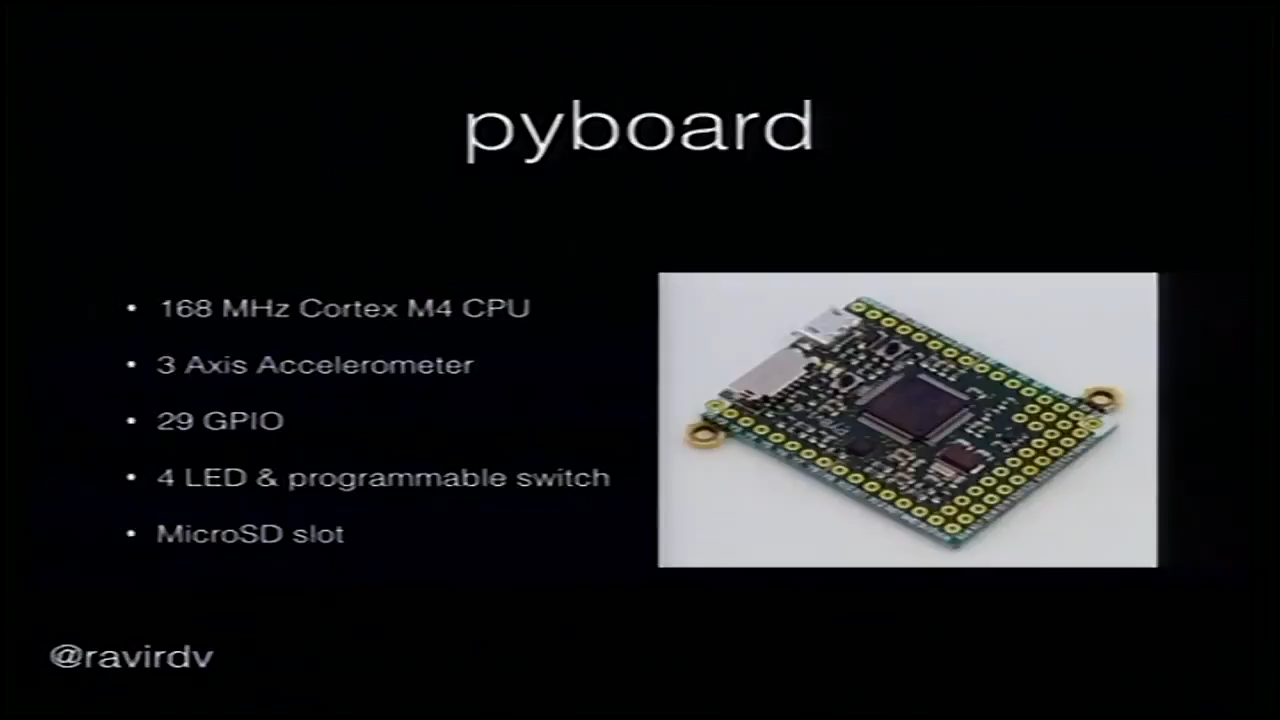 pyboard
• 168 MHz Cortex M4 CPU
• 3 Axis Accelerometer
• 29 GPIO
• 4 LED & programmable switch
• MicroSD slot
@ravirdv